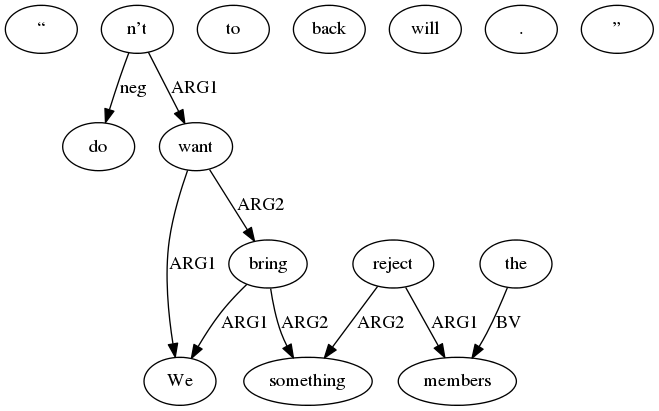 “ n't to back will . ”
neg ARG1
do want
ARG2
ARG1 bring reject the
ARG1 ARG2 ARG2 ARG1 BV
We something members